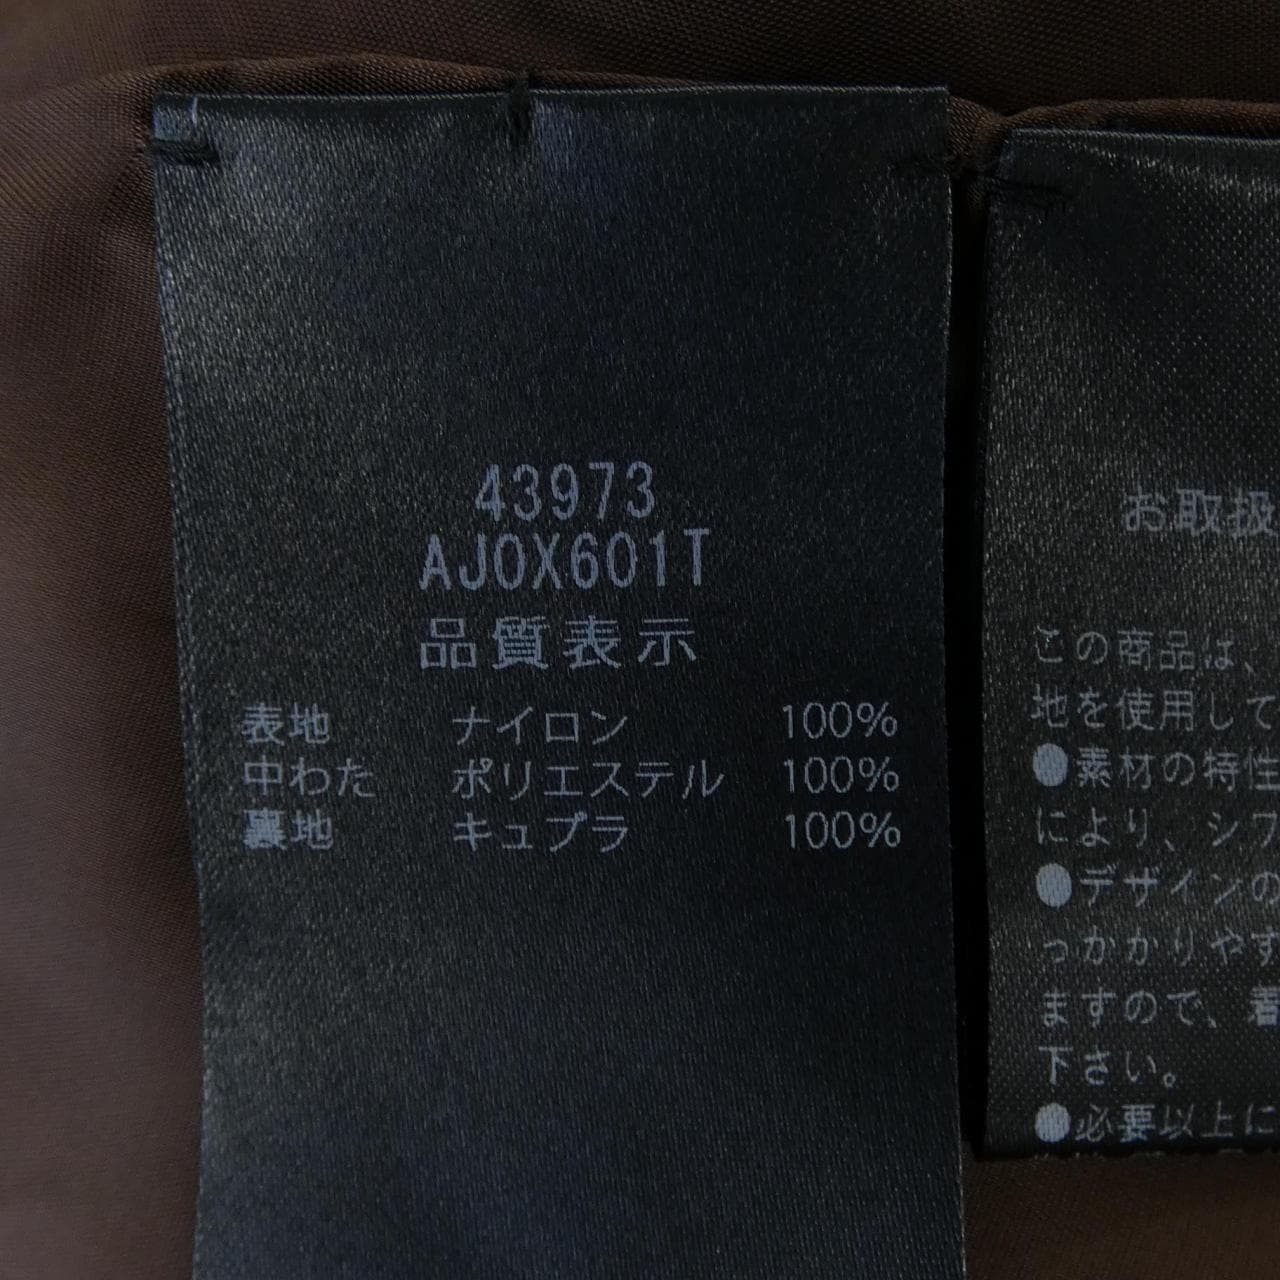 43973
AJOX601T
品質表示
表地 ナイロン 100%
中わた ポリエステル 100%
裏地 キュプラ 100%
お取扱
この商品は、
地を使用して
●素材の特性
により、シフ
●デザインの
っかかりやす
ますので、着
下さい。
●必要以上に